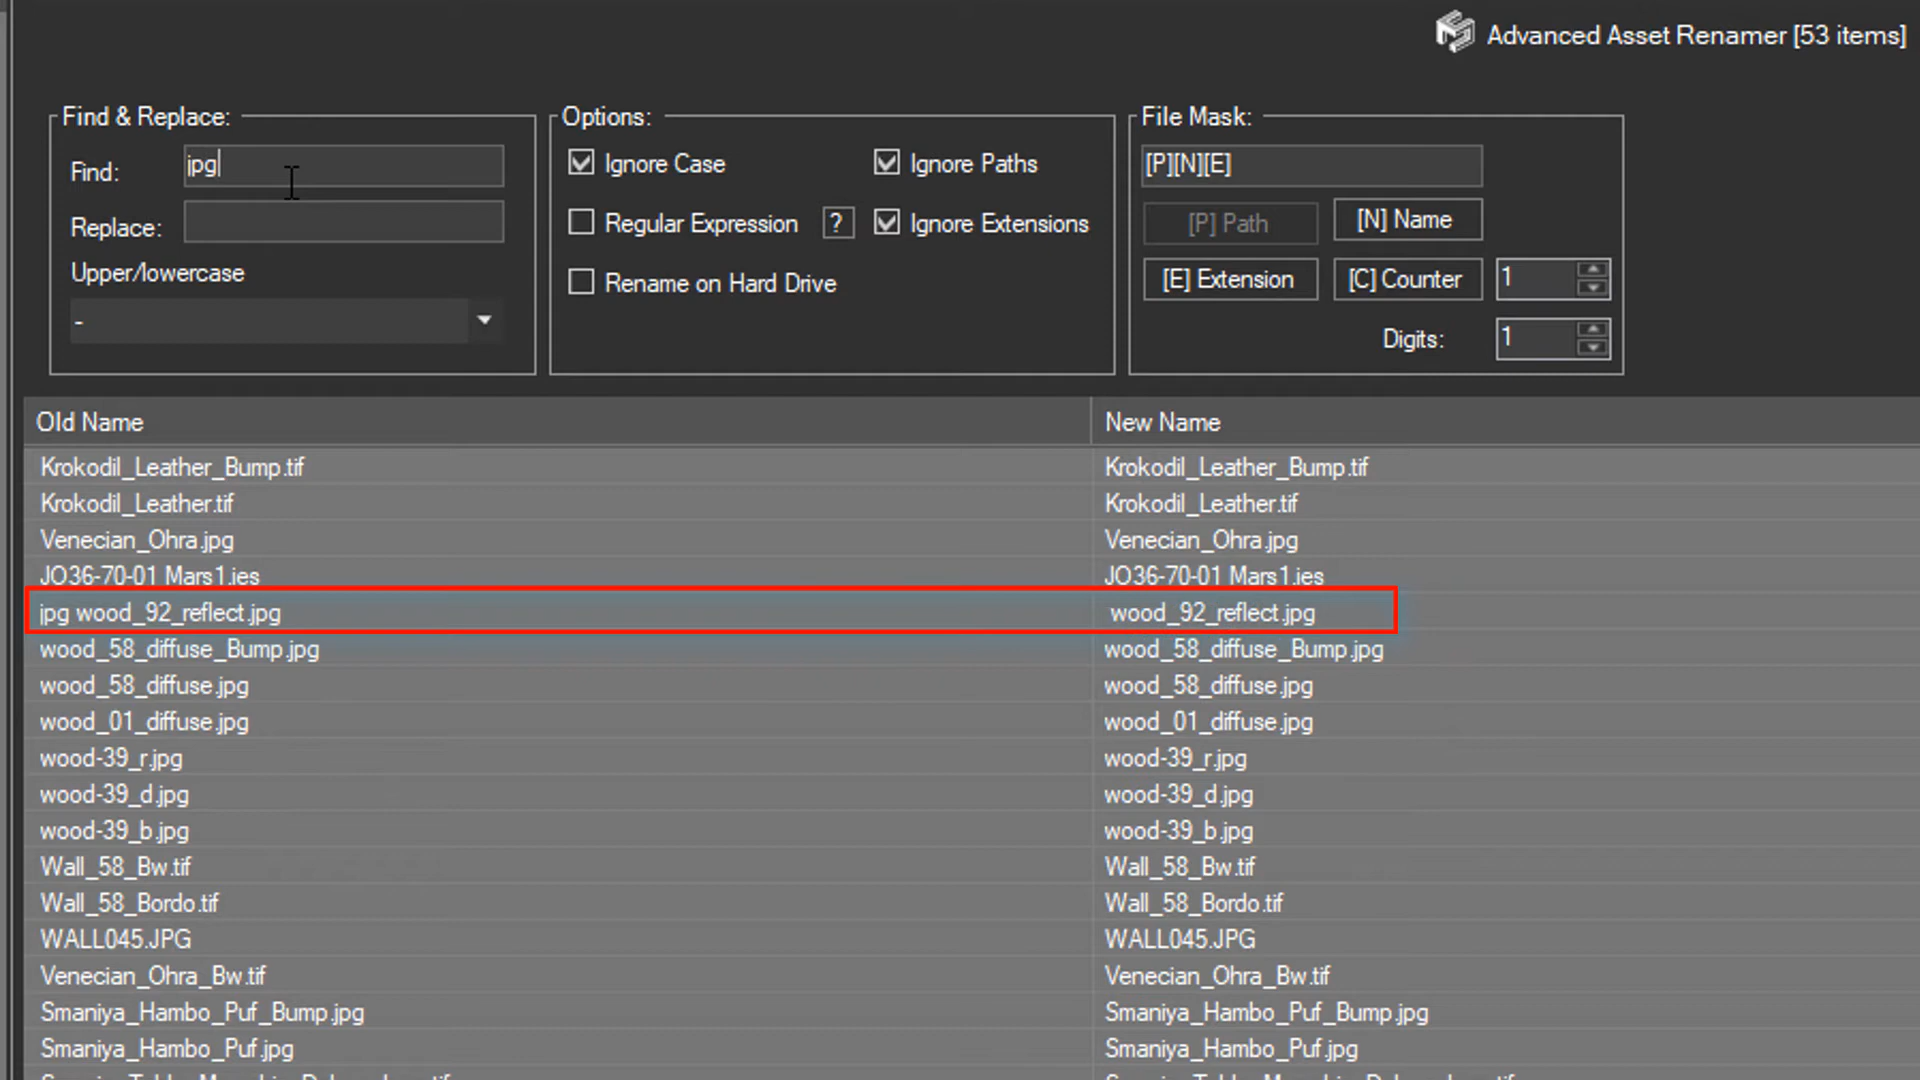 Advanced Asset Renamer [53 items]
Find & Replace:
Find:
jpg
Replace:
Upper/lowercase
-
Options:
Ignore Case
Ignore Paths
Regular Expression
?
Ignore Extensions
Rename on Hard Drive
File Mask:
[P][N][E]
[P] Path
[N] Name
[E] Extension
[C] Counter
1
Digits:
1
Old Name
New Name
Krokodil_Leather_Bump.tif
Krokodil_Leather_Bump.tif
Krokodil_Leather.tif
Krokodil_Leather.tif
Venecian_Ohra.jpg
Venecian_Ohra.jpg
JO36-70-01 Mars1.ies
JO36-70-01 Mars1.ies
jpg wood_92_reflect.jpg
wood_92_reflect.jpg
wood_58_diffuse_Bump.jpg
wood_58_diffuse_Bump.jpg
wood_58_diffuse.jpg
wood_58_diffuse.jpg
wood_01_diffuse.jpg
wood_01_diffuse.jpg
wood-39_r.jpg
wood-39_r.jpg
wood-39_d.jpg
wood-39_d.jpg
wood-39_b.jpg
wood-39_b.jpg
Wall_58_Bw.tif
Wall_58_Bw.tif
Wall_58_Bordo.tif
Wall_58_Bordo.tif
WALL045.JPG
WALL045.JPG
Venecian_Ohra_Bw.tif
Venecian_Ohra_Bw.tif
Smaniya_Hambo_Puf_Bump.jpg
Smaniya_Hambo_Puf_Bump.jpg
Smaniya_Hambo_Puf.jpg
Smaniya_Hambo_Puf.jpg